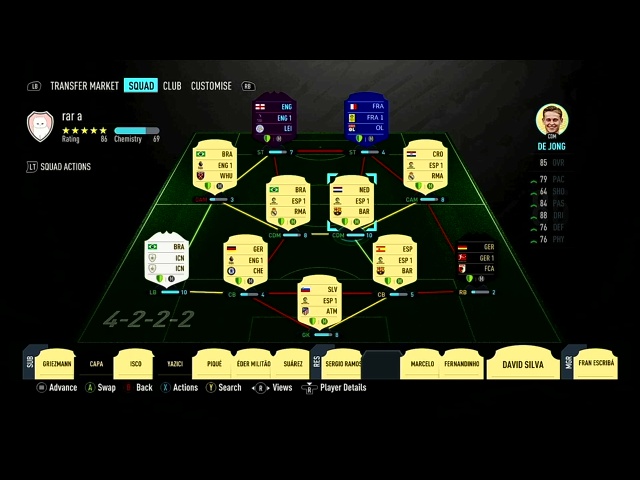 LB TRANSFER MARKET SQUAD CLUB CUSTOMISE RB
rar a
Rating 86 Chemistry 69
LT SQUAD ACTIONS
ENG
ENG 1
LEI
ST 7
FRA
FRA 1
OL
ST 4
BRA
ENG 1
WHU
CAM 3
CRO
ESP 1
RMA
CAM 8
BRA
ESP 1
RMA
CDM 8
NED
ESP 1
BAR
CDM 10
BRA
ICN
ICN
LB 10
GER
ENG 1
CHE
CB 4
ESP
ESP 1
BAR
CB 5
GER
GER 1
FCA
RB 2
SLV
ESP 1
ATM
GK 8
CDM
DE JONG
85 OVR
79 PAC
64 SHO
84 PAS
88 DRI
76 DEF
76 PHY
4-2-2-2
SUB GRIEZMANN CAPA ISCO YAZICI PIQUÉ ÉDER MILITÃO SUÁREZ RES SERGIO RAMOS MARCELO FERNANDINHO DAVID SILVA MGR FRAN ESCRIBÁ
Advance A Swap B Back X Actions Y Search R Views R Player Details